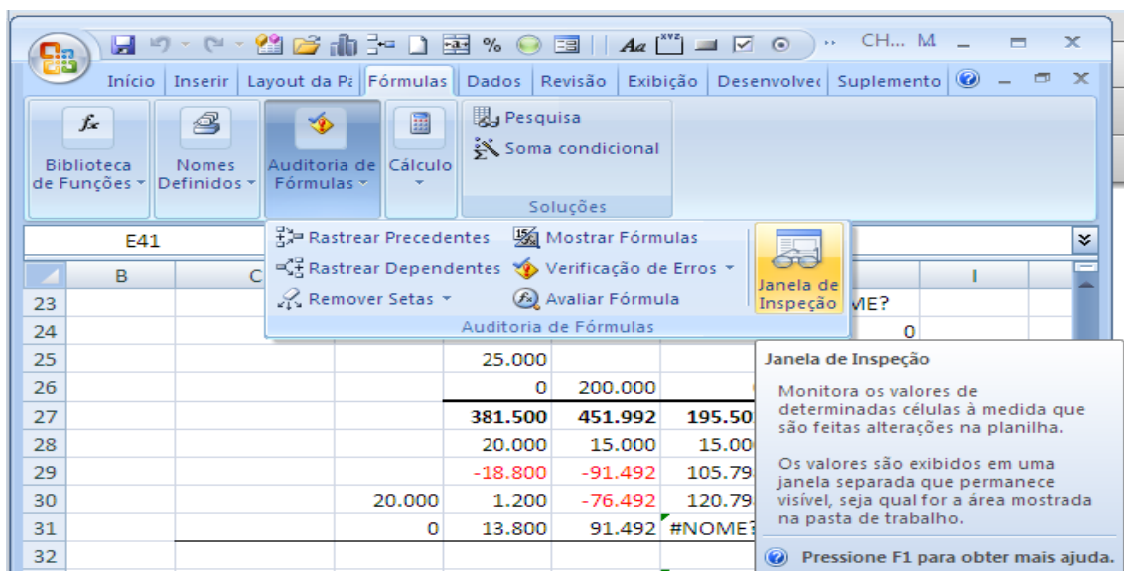 CH... M
Início Inserir Layout da Pá Fórmulas Dados Revisão Exibição Desenvolve Suplemento
fx
Biblioteca de Funções
Nomes Definidos
Auditoria de Fórmulas
Cálculo
Pesquisa
Soma condicional
Soluções
E41
Rastrear Precedentes Mostrar Fórmulas
Rastrear Dependentes Verificação de Erros
Remover Setas Avaliar Fórmula
Janela de Inspeção
Auditoria de Fórmulas
B C I
23 ME?
24 0
25 25.000
26 0 200.000
27 381.500 451.992 195.50
28 20.000 15.000 15.00
29 -18.800 -91.492 105.79
30 20.000 1.200 -76.492 120.79
31 0 13.800 91.492 #NOME?
32
Janela de Inspeção
Monitora os valores de
determinadas células à medida que
são feitas alterações na planilha.
Os valores são exibidos em uma
janela separada que permanece
visível, seja qual for a área mostrada
na pasta de trabalho.
Pressione F1 para obter mais ajuda.